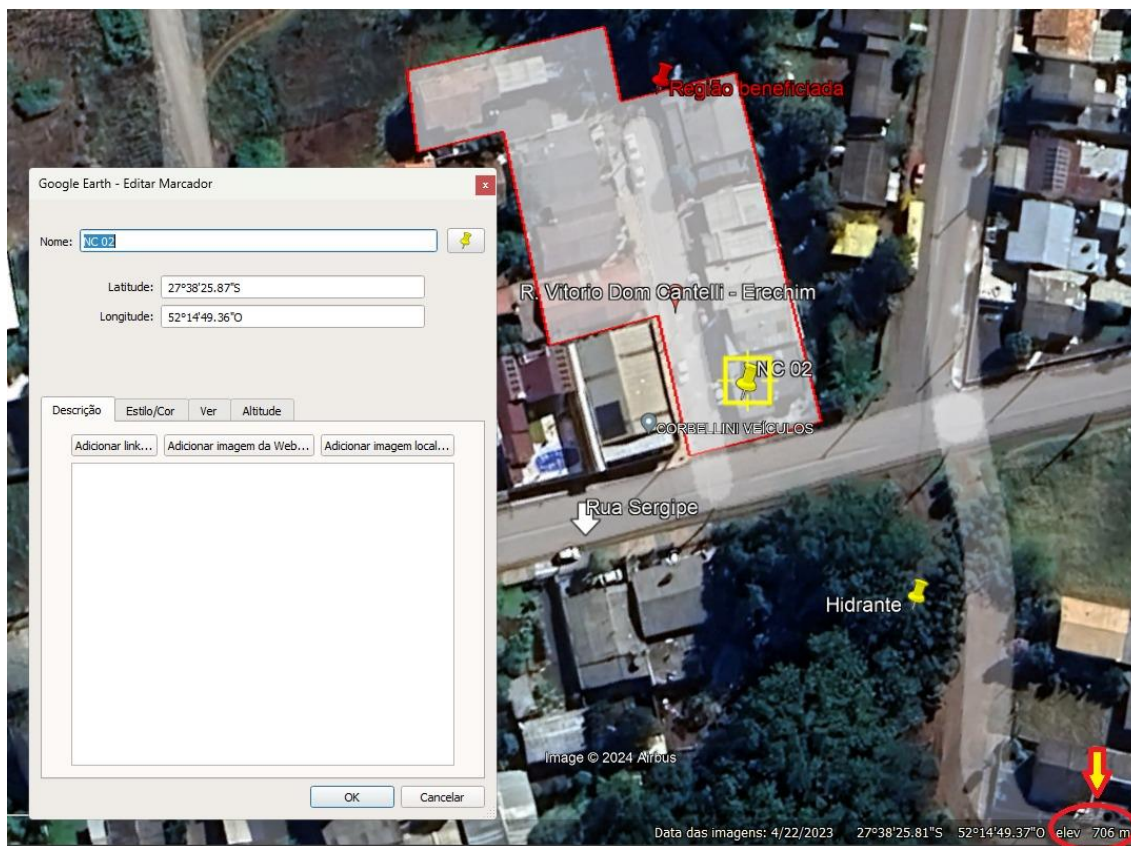 Região beneficiada
Google Earth - Editar Marcador
x
Nome: NC 02
Latitude: 27°38'25.87"S
Longitude: 52°14'49.36"O
R. Vitorio Dom Cantelli - Erechim
NC 02
Descrição Estilo/Cor Ver Altitude
CORBELLINI VEÍCULOS
Adicionar link... Adicionar imagem da Web... Adicionar imagem local...
Rua Sergipe
Hidrante
Image © 2024 Airbus
OK Cancelar
Data das imagens: 4/22/2023 27°38'25.81"S 52°14'49.37"O elev 706 m